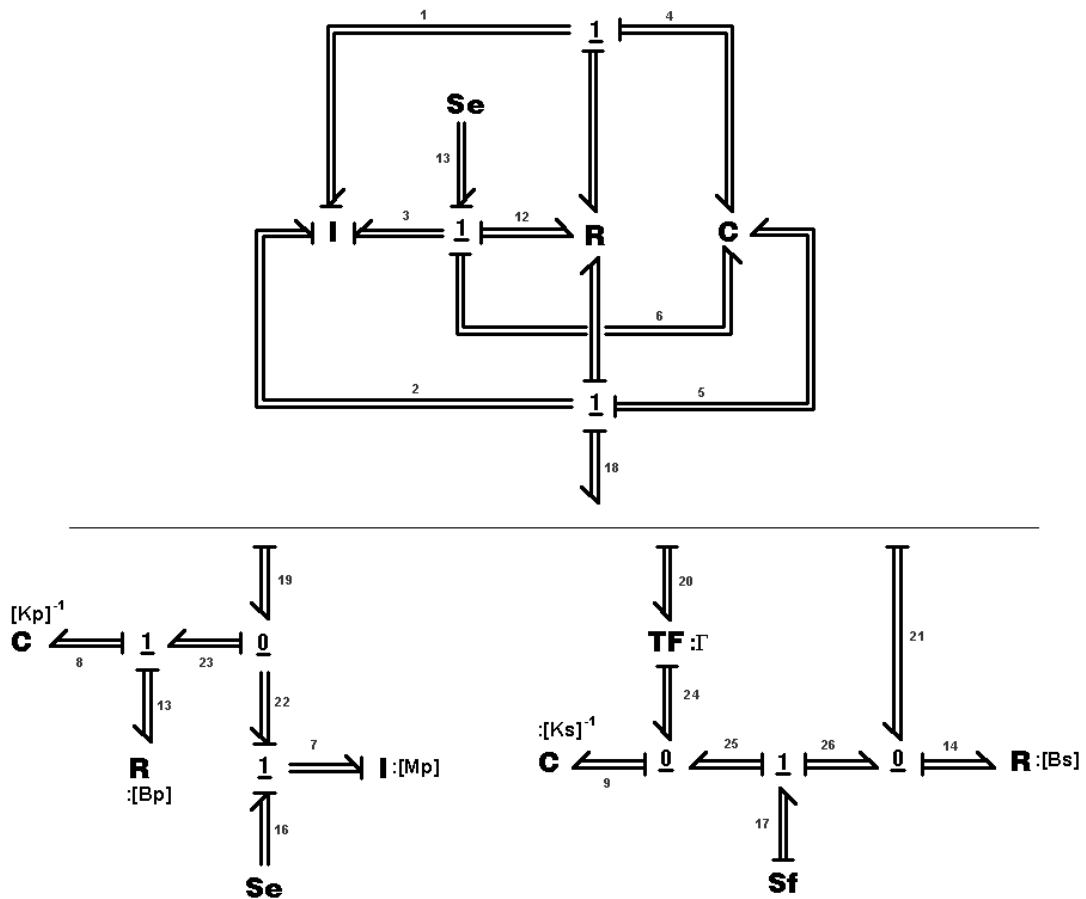 1 4
1
Se
13
3 12
I 1 R C
6
2 5
1
18
19 20 21
[Kp]-1
C 1 0 TF :Γ
8 23
13 22 24
:[Ks]-1
7 25 26 14
R 1 I :[Mp] C 0 1 0 R :[Bs]
:[Bp] 9
16 17
Se Sf